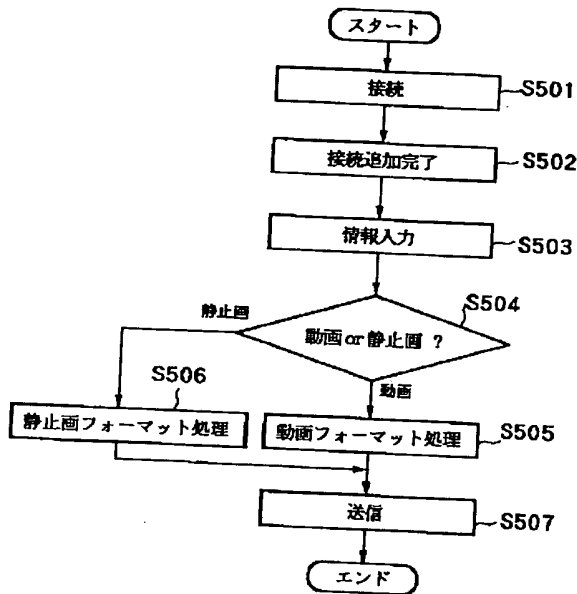 スタート
接続
S501
接続追加完了
S502
情報入力
S503
S504
静止画
動画or静止画 ?
動画
S506
静止画フォーマット処理
動画フォーマット処理
S505
送信
S507
エンド